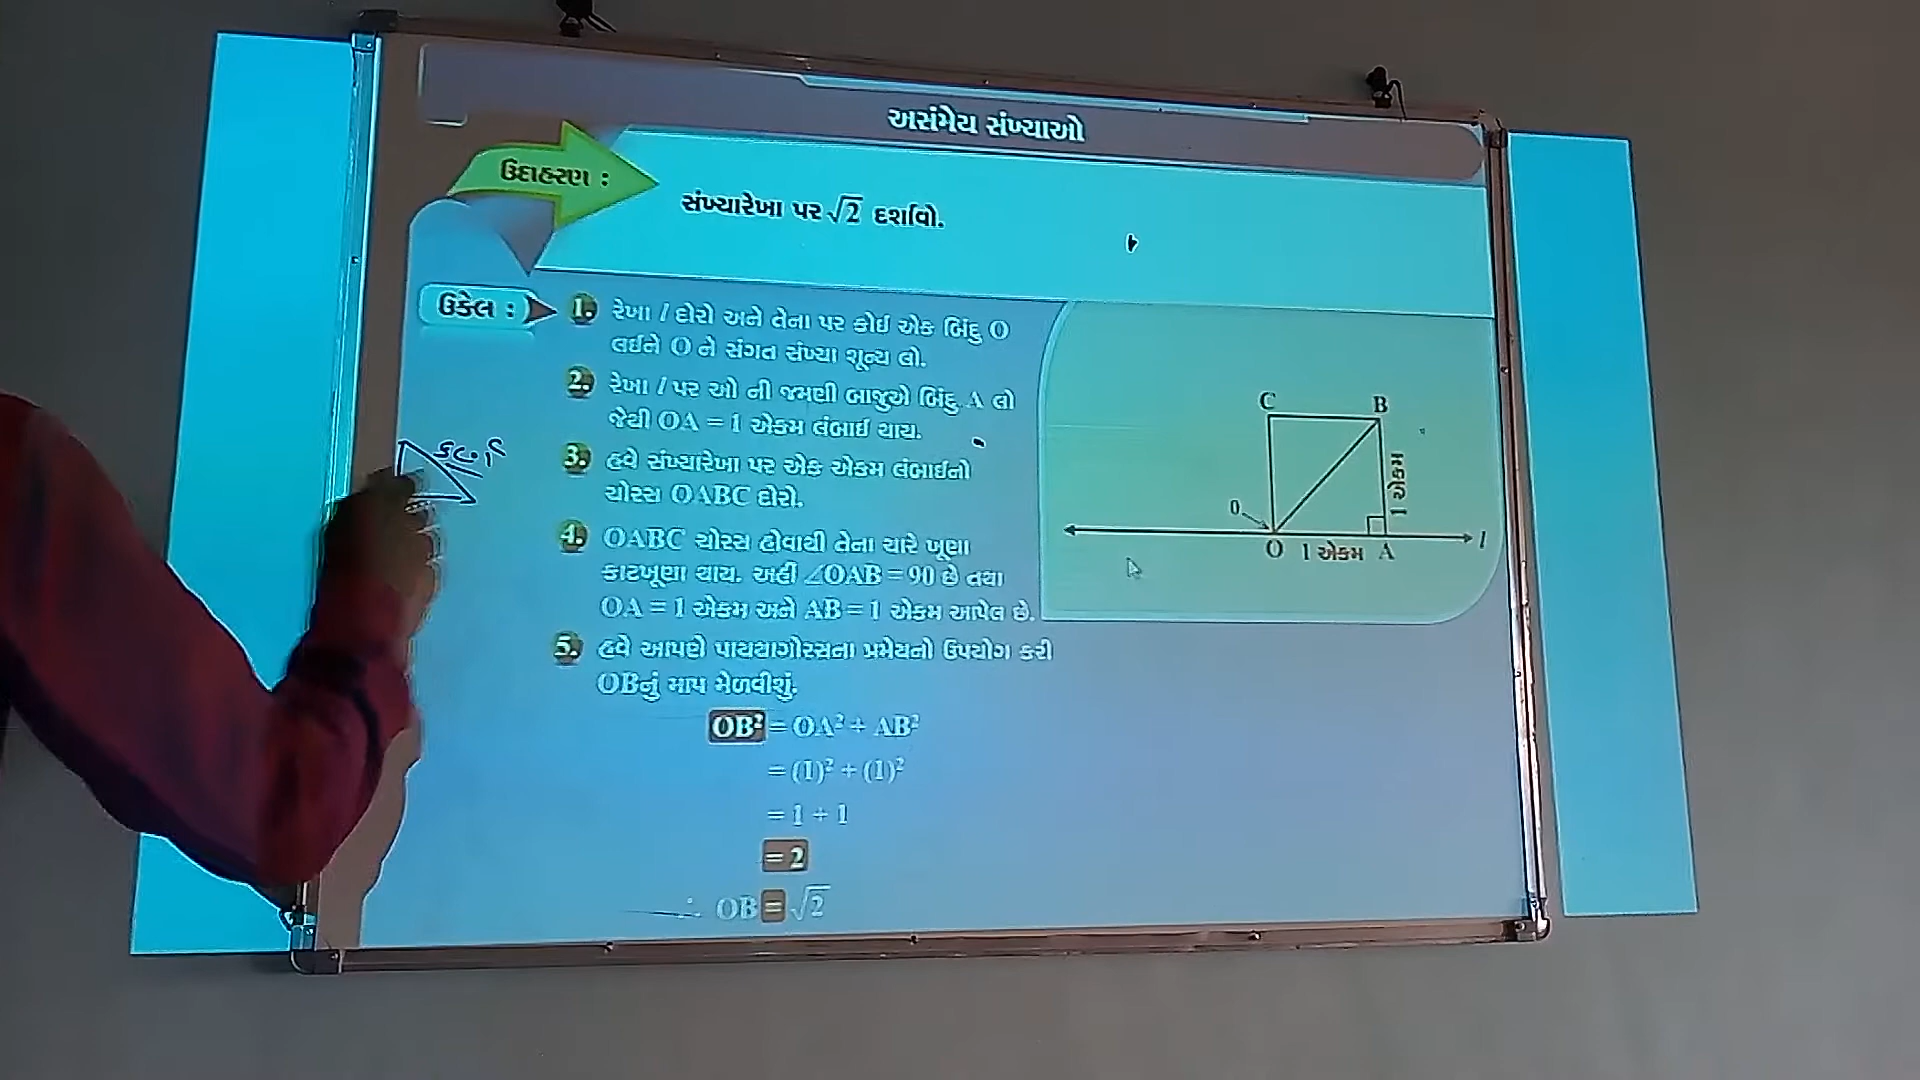 અસંમેય સંખ્યાઓ
ઉદાહરણ :
સંખ્યારેખા પર √2 દર્શાવો.
ઉકેલ :
1. રેખા l દોરો અને તેના પર કોઇ એક બિંદુ O
લઇને O ને સંગત સંખ્યા શૂન્ય લો.
2. રેખા l પર ઓ ની જમણી બાજુએ બિંદુ A લો
જેથી OA = 1 એકમ લંબાઇ થાય.
3. હવે સંખ્યારેખા પર એક એકમ લંબાઇનો
ચોરસ OABC દોરો.
4. OABC ચોરસ હોવાથી તેના ચારે ખૂણા
કાટખૂણા થાય. અહીં ∠OAB = 90 છે તથા
OA = 1 એકમ અને AB = 1 એકમ આપેલ છે.
5. હવે આપણે પાયથાગોરસના પ્રમેયનો ઉપયોગ કરી
OBનું માપ મેળવીશું.
OB² = OA² + AB²
= (1)² + (1)²
= 1 + 1
= 2
∴ OB = √2
C B
1 એકમ
0
O 1 એકમ A l